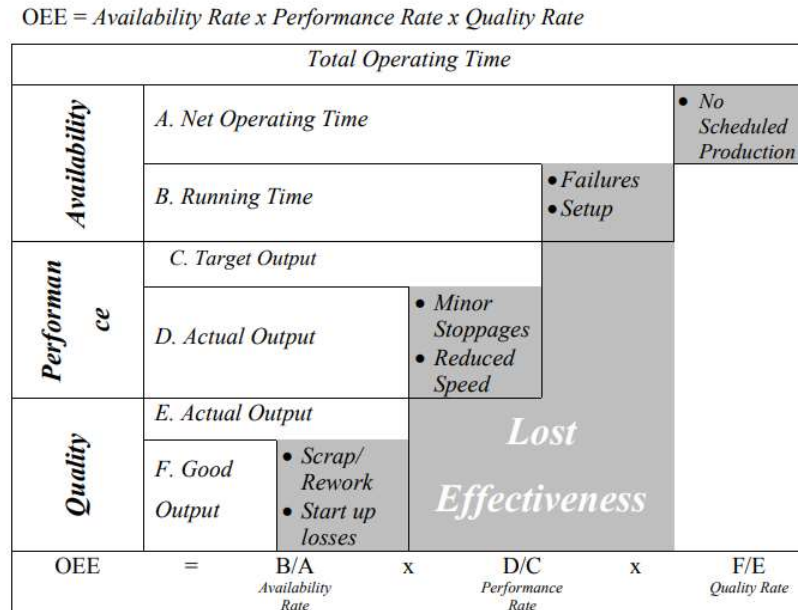 OEE = Availability Rate x Performance Rate x Quality Rate
Total Operating Time
Availability
A. Net Operating Time
• No
Scheduled
Production
B. Running Time
• Failures
• Setup
Performan
ce
C. Target Output
D. Actual Output
• Minor
Stoppages
• Reduced
Speed
Quality
E. Actual Output
F. Good
Output
• Scrap/
Rework
• Start up
losses
Lost
Effectiveness
OEE = B/A x D/C x F/E
Availability
Rate
Performance
Rate
Quality Rate